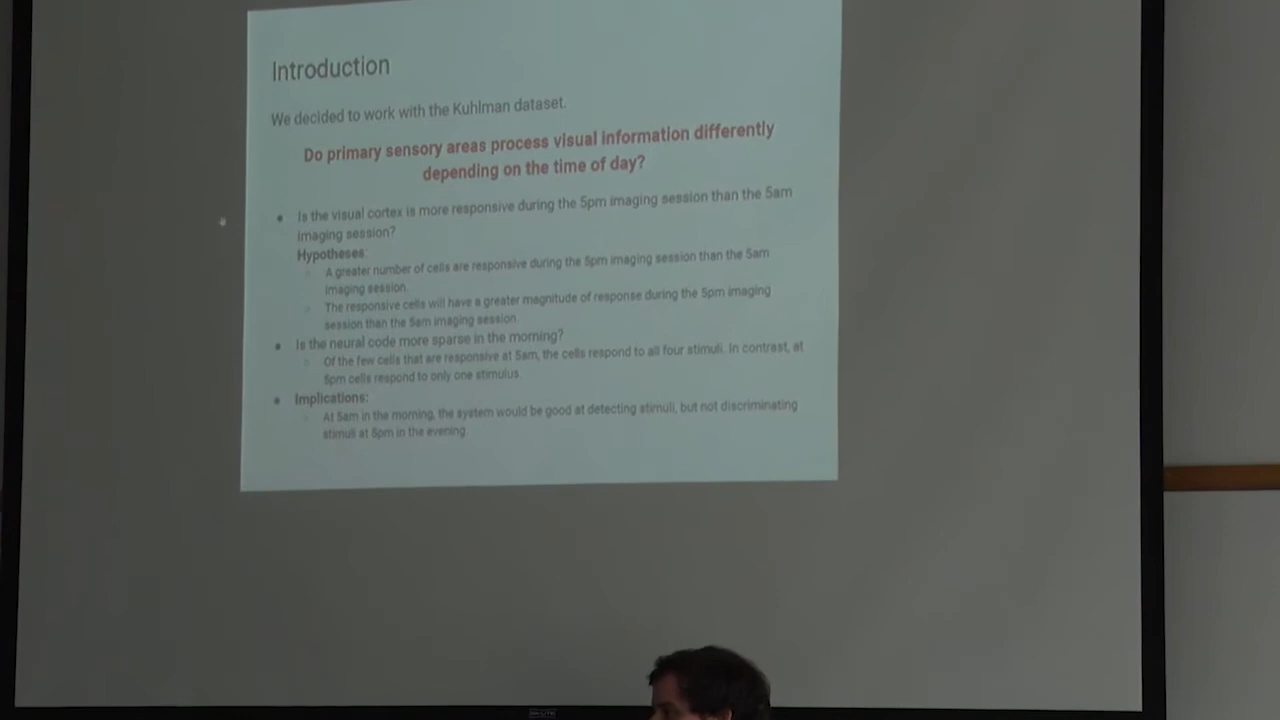 Introduction
We decided to work with the Kuhlman dataset.
Do primary sensory areas process visual information differently
depending on the time of day?
Is the visual cortex is more responsive during the 5pm imaging session than the 5am
imaging session?
Hypotheses:
A greater number of cells are responsive during the 5pm imaging session than the 5am
imaging session.
The responsive cells will have a greater magnitude of response during the 5pm imaging
session than the 5am imaging session.
Is the neural code more sparse in the morning?
Of the few cells that are responsive at 5am, the cells respond to all four stimuli. In contrast, at
5pm cells respond to only one stimulus.
Implications:
At 5am in the morning, the system would be good at detecting stimuli, but not discriminating
stimuli at 5pm in the evening.